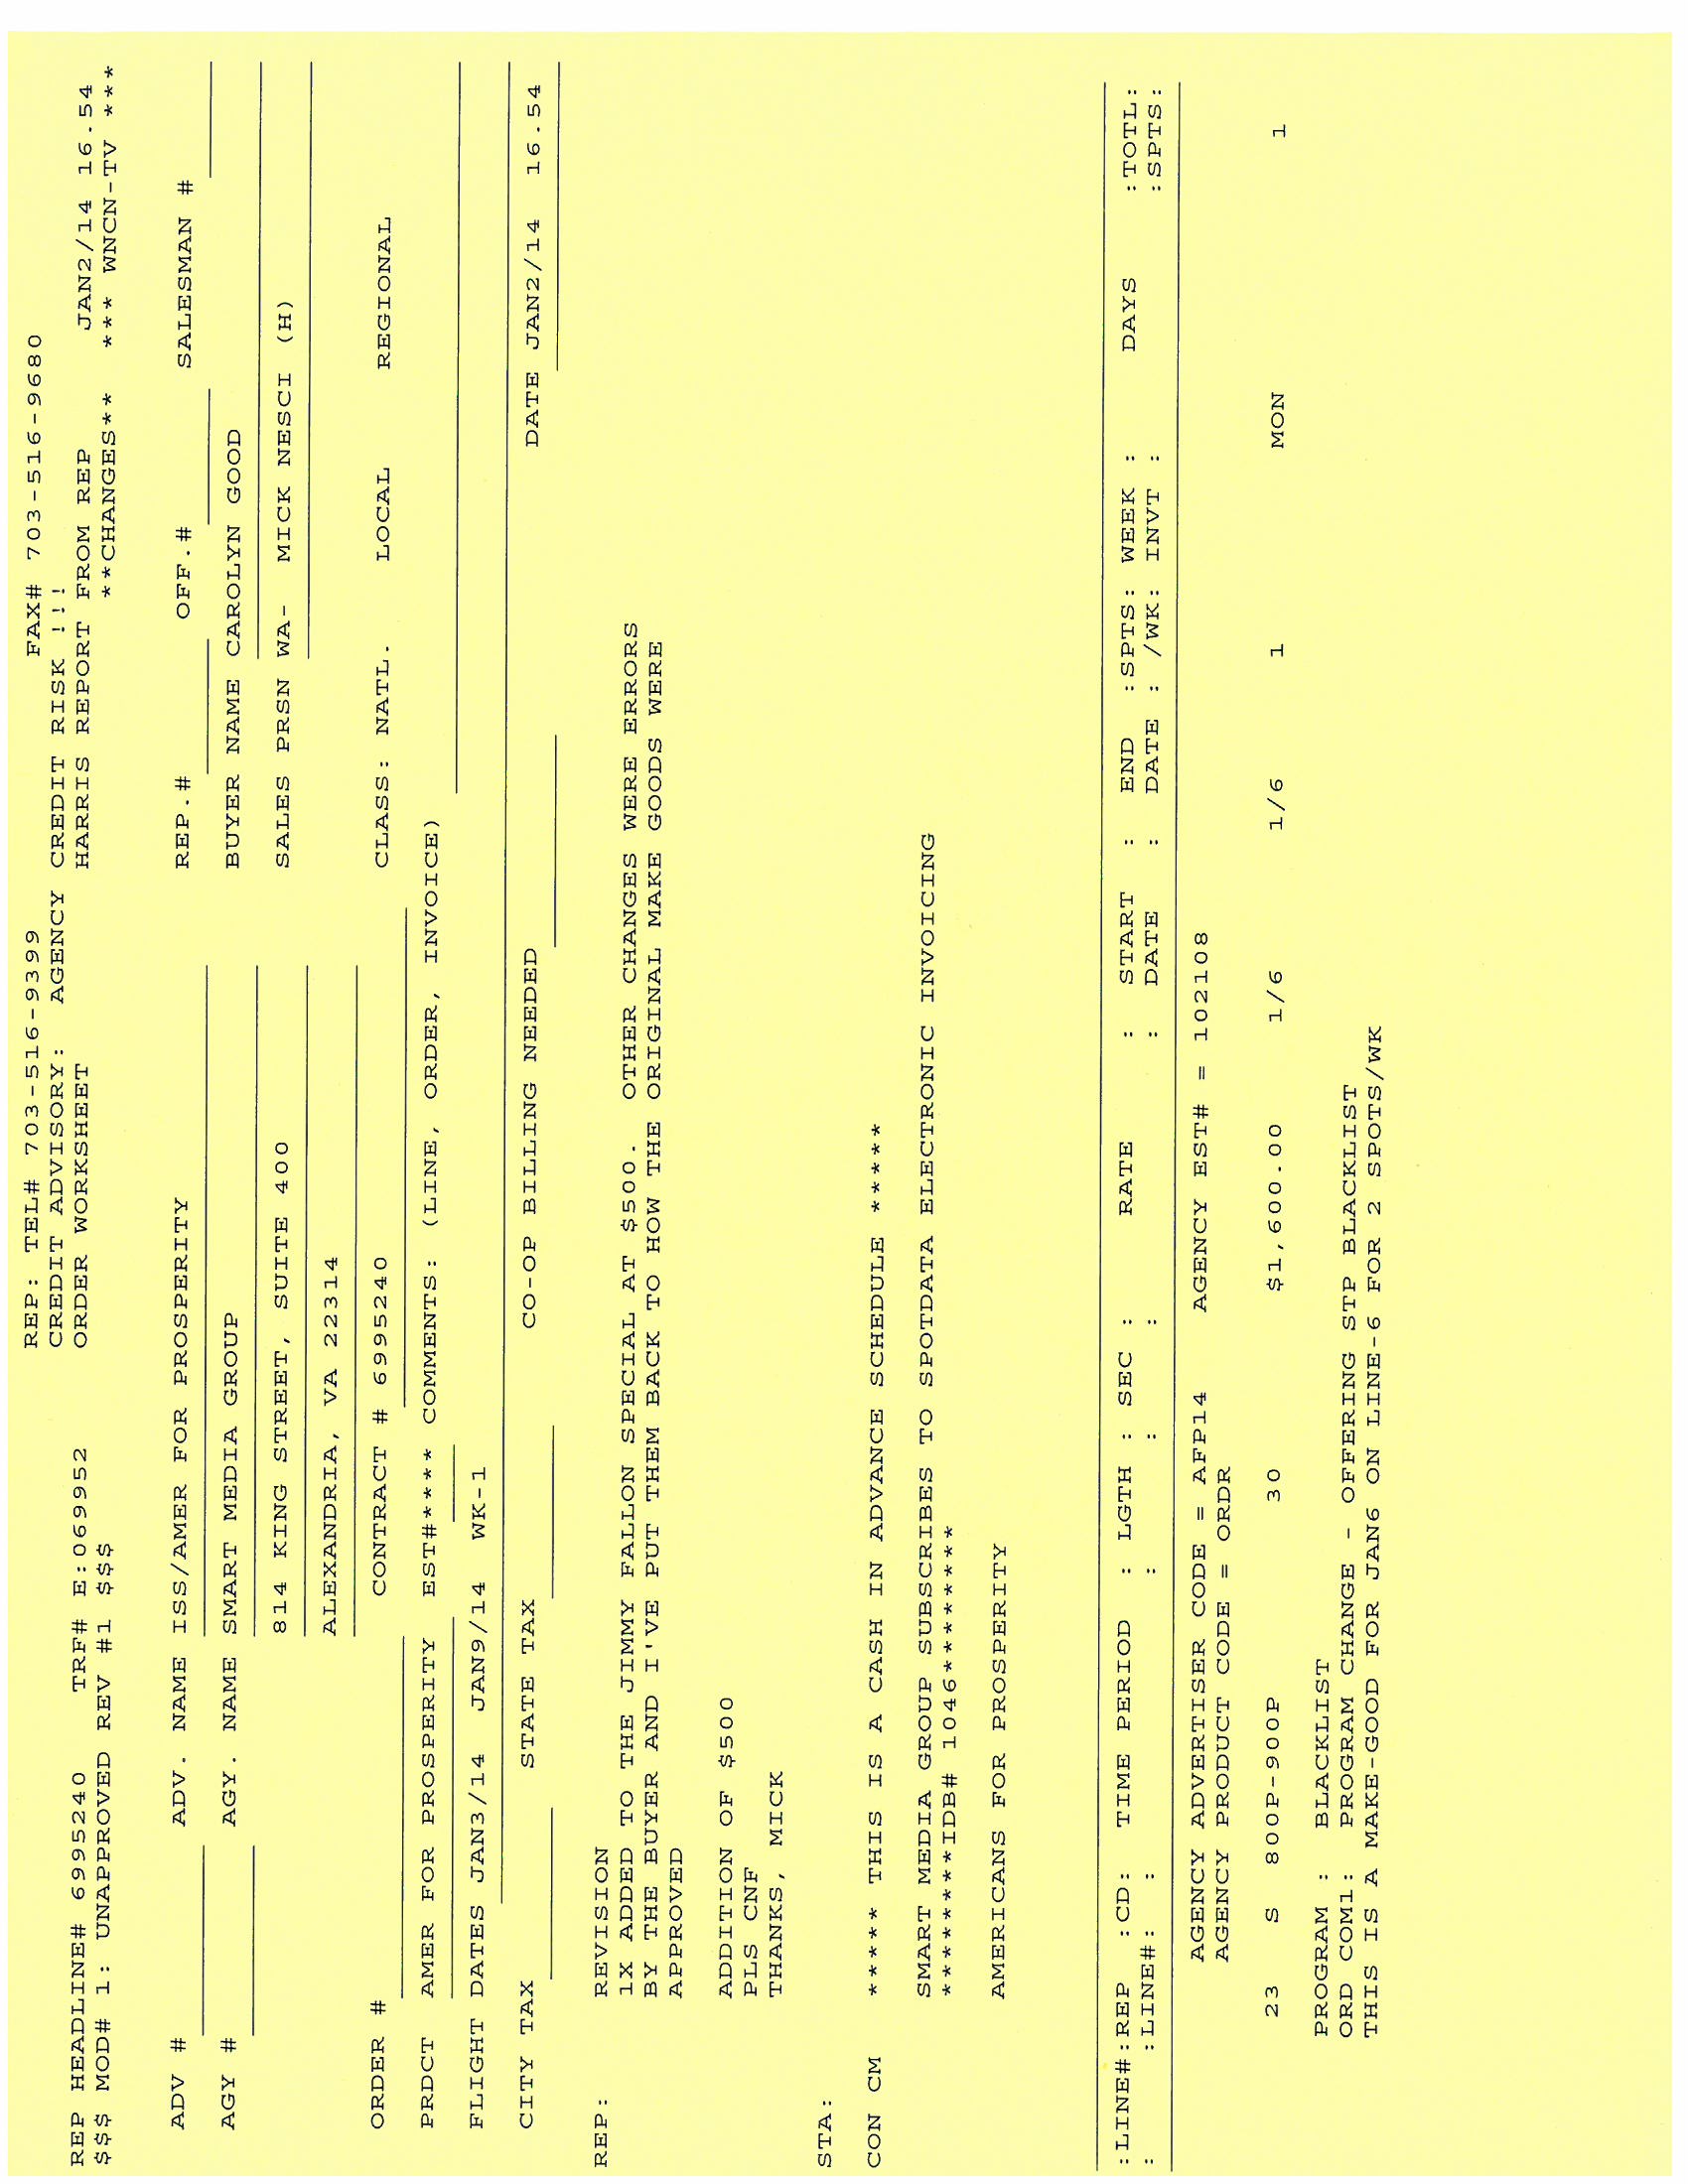 REP: TEL# 703-516-9399 FAX# 703-516-9680
CREDIT ADVISORY: AGENCY CREDIT RISK !!!
REP HEADLINE# 6995240 TRF# E:069952 ORDER WORKSHEET HARRIS REPORT FROM REP JAN2/14 16.54
$$$ MOD# 1: UNAPPROVED REV #1 $$$ **CHANGES** *** WNCN-TV ***
ADV # ADV. NAME ISS/AMER FOR PROSPERITY REP.# OFF.# SALESMAN #
AGY # AGY. NAME SMART MEDIA GROUP BUYER NAME CAROLYN GOOD
814 KING STREET, SUITE 400 SALES PRSN WA- MICK NESCI (H)
ALEXANDRIA, VA 22314
ORDER # CONTRACT # 6995240 CLASS: NATL. LOCAL REGIONAL
PRDCT AMER FOR PROSPERITY EST#**** COMMENTS: (LINE, ORDER, INVOICE)
FLIGHT DATES JAN3/14 JAN9/14 WK-1
CITY TAX STATE TAX CO-OP BILLING NEEDED DATE JAN2/14 16.54
REP: REVISION
1X ADDED TO THE JIMMY FALLON SPECIAL AT $500. OTHER CHANGES WERE ERRORS
BY THE BUYER AND I'VE PUT THEM BACK TO HOW THE ORIGINAL MAKE GOODS WERE
APPROVED
ADDITION OF $500
PLS CNF
THANKS, MICK
STA:
CON CM ***** THIS IS A CASH IN ADVANCE SCHEDULE *****
SMART MEDIA GROUP SUBSCRIBES TO SPOTDATA ELECTRONIC INVOICING
*********IDB# 1046**********
AMERICANS FOR PROSPERITY
:LINE#:REP :CD: TIME PERIOD : LGTH : SEC : RATE : START : END :SPTS: WEEK : DAYS :TOTL:
: :LINE#: : : : : : DATE : DATE : /WK: INVT : :SPTS:
AGENCY ADVERTISER CODE = AFP14 AGENCY EST# = 102108
AGENCY PRODUCT CODE = ORDR
23 S 800P-900P 30 $1,600.00 1/6 1/6 1 MON 1
PROGRAM : BLACKLIST
ORD COM1: PROGRAM CHANGE - OFFERING STP BLACKLIST
THIS IS A MAKE-GOOD FOR JAN6 ON LINE-6 FOR 2 SPOTS/WK